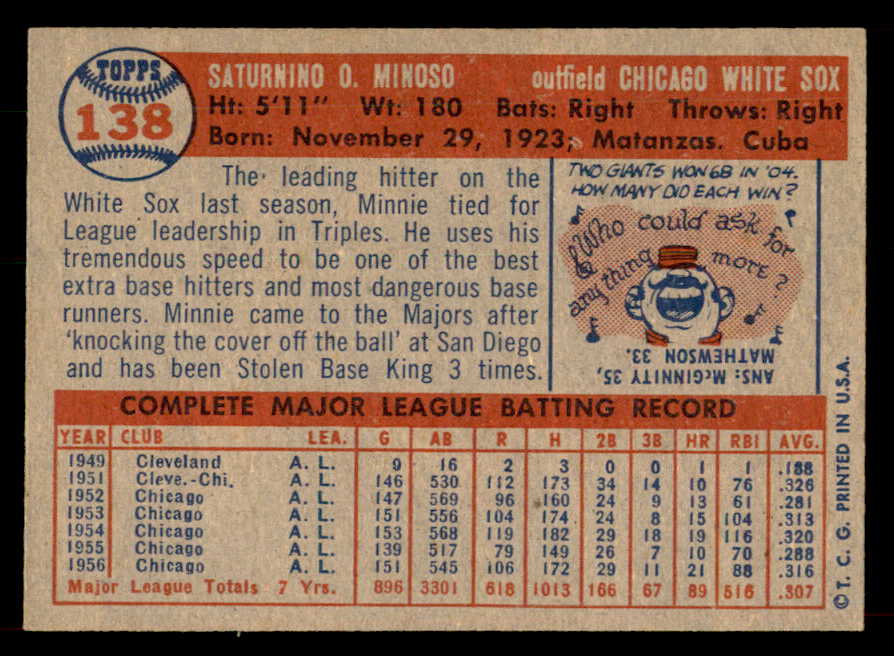 TOPPS
138
SATURNINO O. MINOSO outfield CHICAGO WHITE SOX
Ht: 5'11" Wt: 180 Bats: Right Throws: Right
Born: November 29, 1923; Matanzas. Cuba
The leading hitter on the
White Sox last season, Minnie tied for
League leadership in Triples. He uses his
tremendous speed to be one of the best
extra base hitters and most dangerous base
runners. Minnie came to the Majors after
'knocking the cover off the ball' at San Diego
and has been Stolen Base King 3 times.
TWO GIANTS WON 68 IN '04.
HOW MANY DID EACH WIN?
Who could ask for
anything more?
ANS: McGINNITY 35,
MATHEWSON 33.
COMPLETE MAJOR LEAGUE BATTING RECORD
YEAR CLUB LEA. G AB R H 2B 3B HR RBI AVG.
1949 Cleveland A. L. 9 16 2 3 0 0 1 1 .188
1951 Cleve.-Chi. A. L. 146 530 112 173 34 14 10 76 .326
1952 Chicago A. L. 147 569 96 160 24 9 13 61 .281
1953 Chicago A. L. 151 556 104 174 24 8 15 104 .313
1954 Chicago A. L. 153 568 119 182 29 18 19 116 .320
1955 Chicago A. L. 139 517 79 149 26 7 10 70 .288
1956 Chicago A. L. 151 545 106 172 29 11 21 88 .316
Major League Totals 7 Yrs. 896 3301 618 1013 166 67 89 516 .307
© T. C. G. PRINTED IN U.S.A.